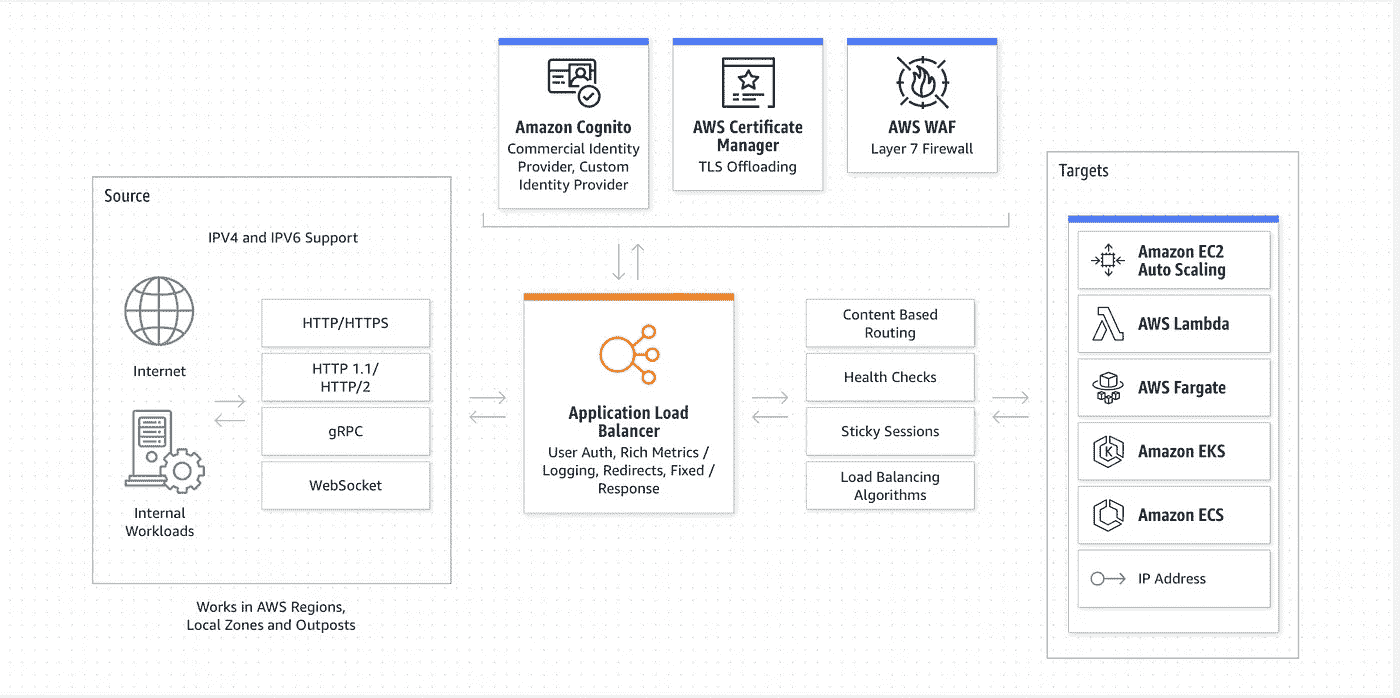 Amazon Cognito
Commercial Identity
Provider, Custom
Identity Provider
AWS Certificate
Manager
TLS Offloading
AWS WAF
Layer 7 Firewall
Source
IPV4 and IPV6 Support
Internet
Internal
Workloads
HTTP/HTTPS
HTTP 1.1/
HTTP/2
gRPC
WebSocket
Works in AWS Regions,
Local Zones and Outposts
Application Load
Balancer
User Auth, Rich Metrics /
Logging, Redirects, Fixed /
Response
Content Based
Routing
Health Checks
Sticky Sessions
Load Balancing
Algorithms
Targets
Amazon EC2
Auto Scaling
AWS Lambda
AWS Fargate
K
Amazon EKS
Amazon ECS
IP Address